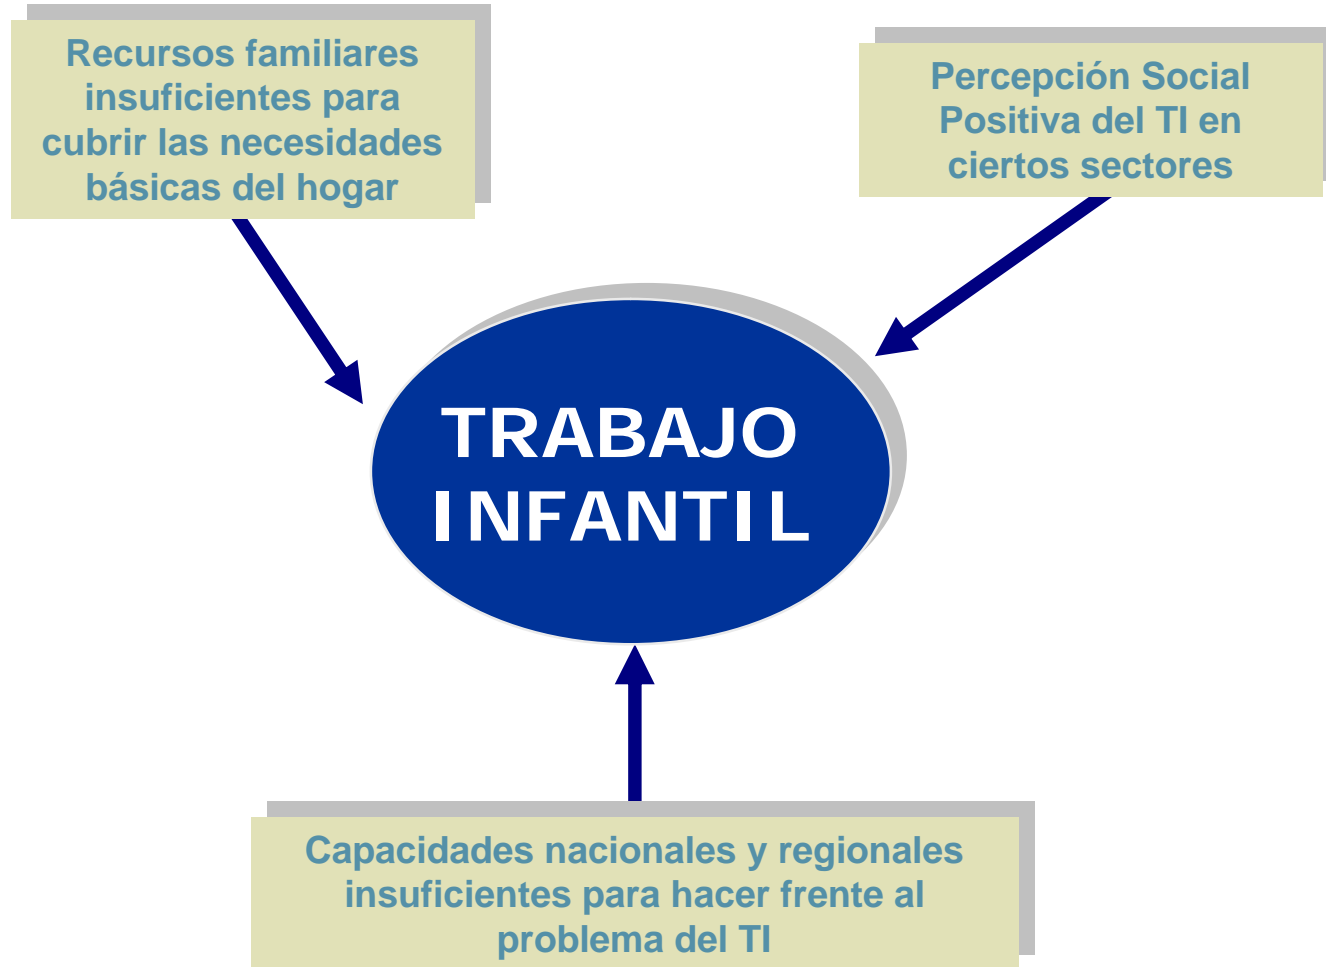 Recursos familiares
insuficientes para
cubrir las necesidades
básicas del hogar
Percepción Social
Positiva del TI en
ciertos sectores
TRABAJO
INFANTIL
Capacidades nacionales y regionales
insuficientes para hacer frente al
problema del TI